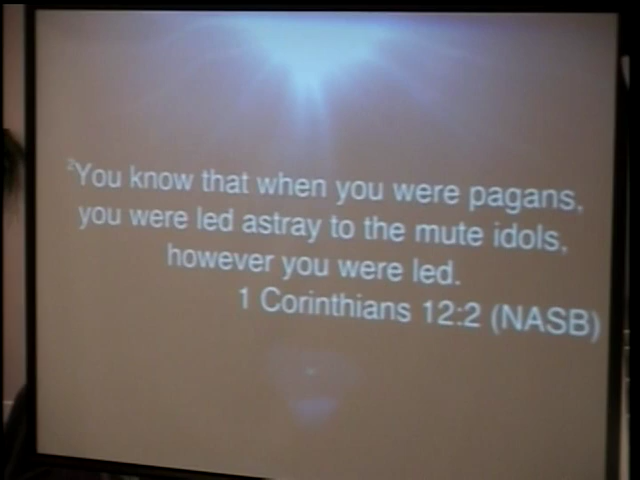 ²You know that when you were pagans,
you were led astray to the mute idols,
however you were led.
1 Corinthians 12:2 (NASB)